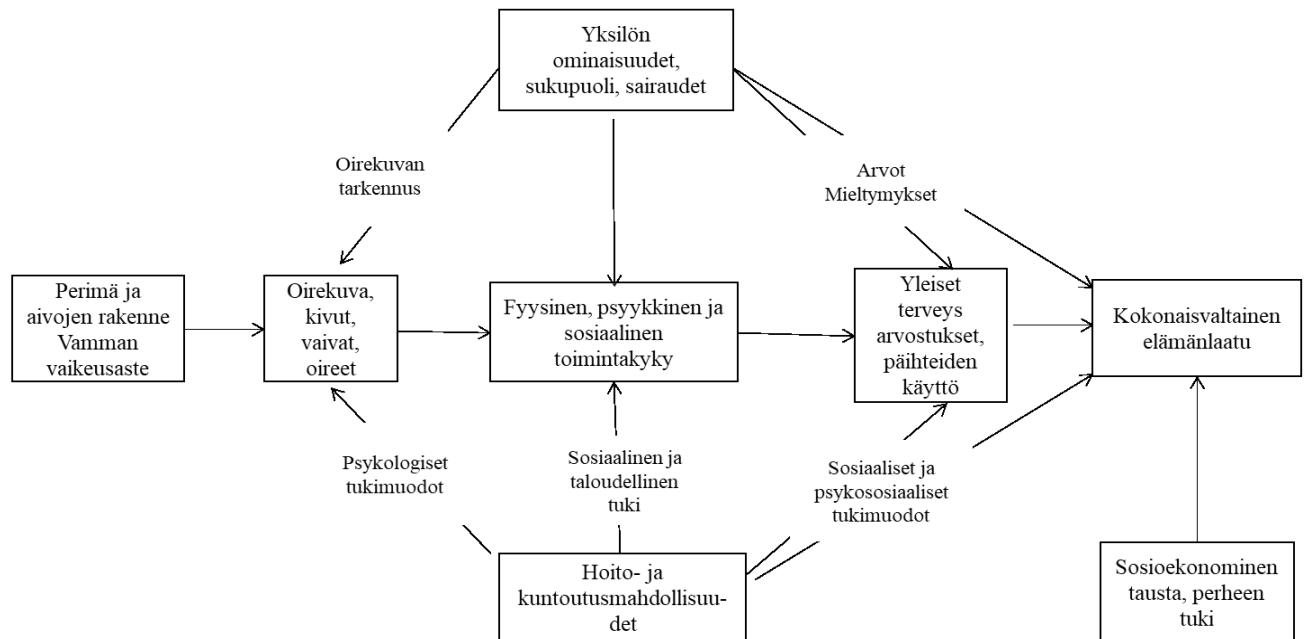 Yksilön
ominaisuudet,
sukupuoli, sairaudet
Oirekuvan
tarkennus
Arvot
Mieltymykset
Perimä ja
aivojen rakenne
Vamman
vaikeusaste
Oirekuva,
kivut,
vaivat,
oireet
Fyysinen, psyykkinen ja
sosiaalinen
toimintakyky
Yleiset
terveys
arvostukset,
päihteiden
käyttö
Kokonaisvaltainen
elämänlaatu
Psykologiset
tukimuodot
Sosiaalinen ja
taloudellinen
tuki
Sosiaaliset ja
psykososiaaliset
tukimuodot
Hoito- ja
kuntoutusmahdollisuu-
det
Sosioekonominen
tausta, perheen
tuki